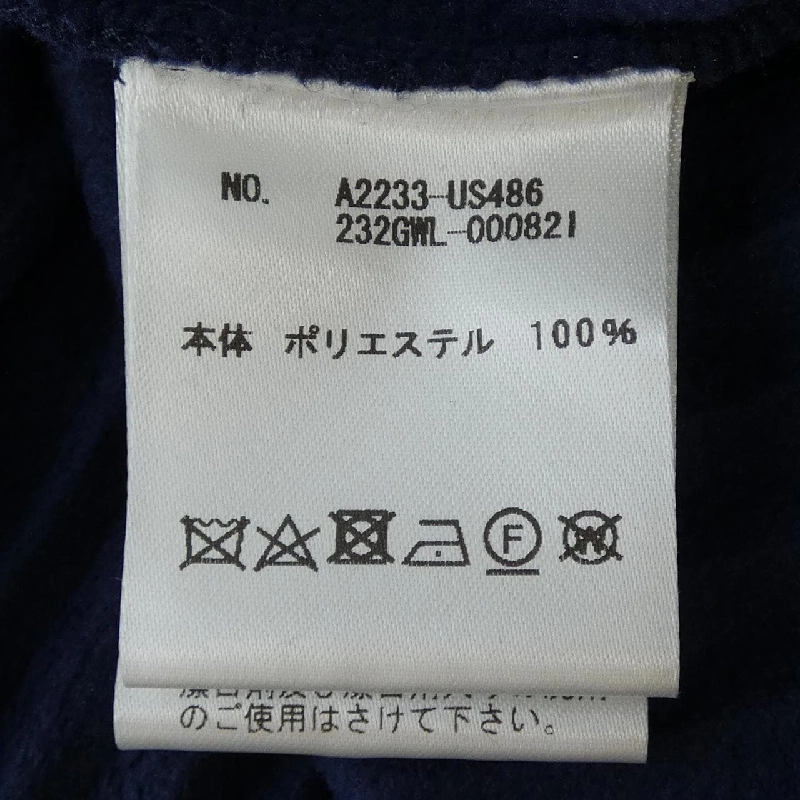 NO. A2233-US486
232GWL-000821
本体 ポリエステル 100%
F
W
のご使用はさけて下さい。